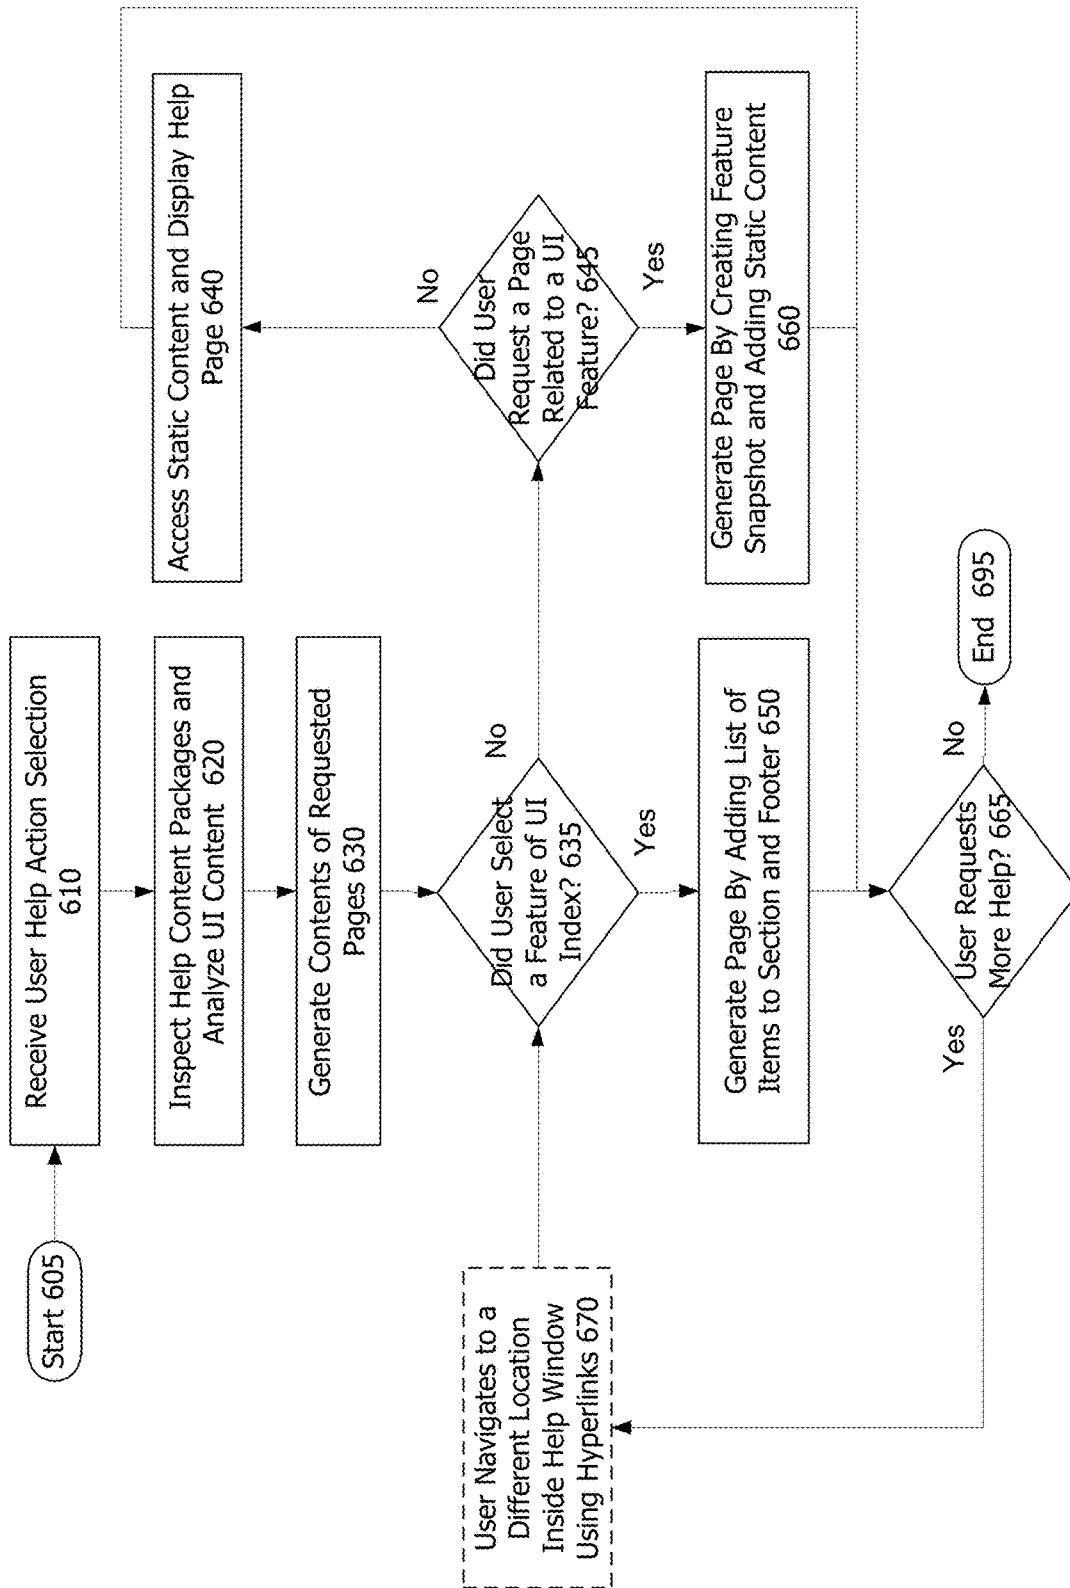 Start 605
Receive User Help Action Selection
610
Inspect Help Content Packages and
Analyze UI Content 620
Generate Contents of Requested
Pages 630
Did User Select
a Feature of UI
Index? 635
No
Yes
Did User
Request a Page
Related to a UI
Feature? 645
No
Yes
Access Static Content and Display Help
Page 640
Generate Page By Adding List of
Items to Section and Footer 650
Generate Page By Creating Feature
Snapshot and Adding Static Content
660
User Requests
More Help? 665
Yes
No
End 695
User Navigates to a
Different Location
Inside Help Window
Using Hyperlinks 670